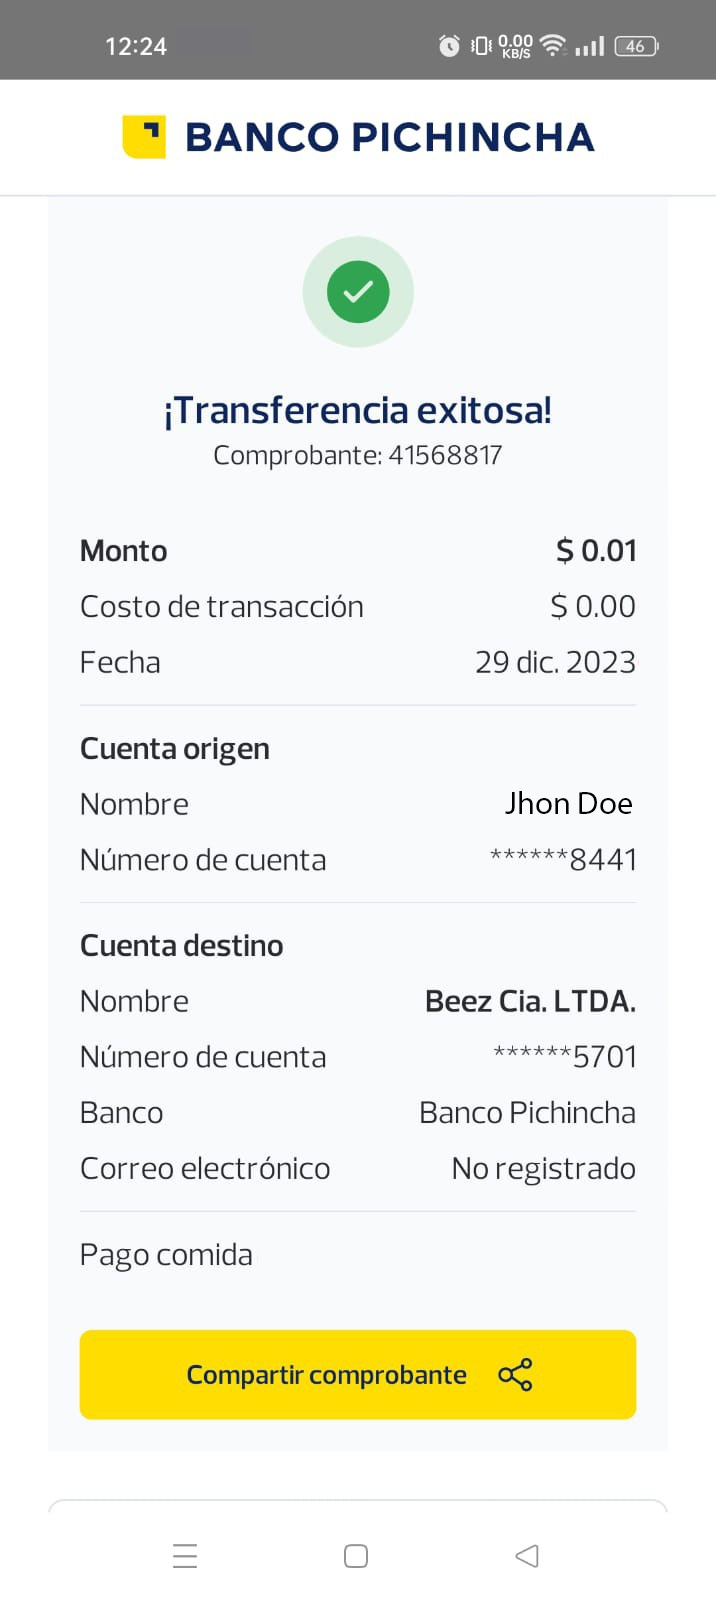 12:24 0.00 KB/S 46
BANCO PICHINCHA
¡Transferencia exitosa!
Comprobante: 41568817
Monto $ 0.01
Costo de transacción $ 0.00
Fecha 29 dic. 2023
Cuenta origen
Nombre Jhon Doe
Número de cuenta ******8441
Cuenta destino
Nombre Beez Cia. LTDA.
Número de cuenta ******5701
Banco Banco Pichincha
Correo electrónico No registrado
Pago comida
Compartir comprobante